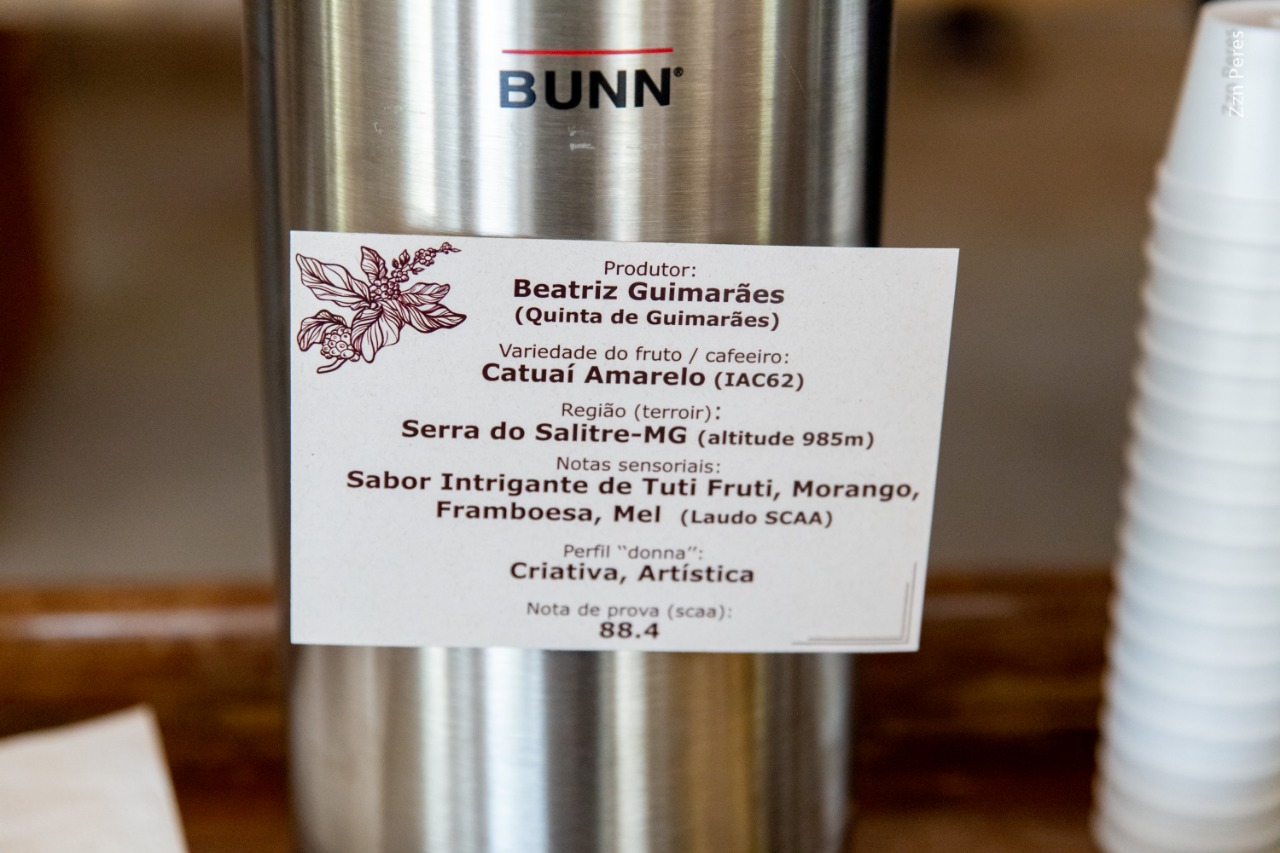 BUNN®
Produtor:
Beatriz Guimarães
(Quinta de Guimarães)
Variedade do fruto / cafeeiro:
Catuaí Amarelo (IAC62)
Região (terroir):
Serra do Salitre-MG (altitude 985m)
Notas sensoriais:
Sabor Intrigante de Tuti Fruti, Morango,
Framboesa, Mel (Laudo SCAA)
Perfil “donna”:
Criativa, Artística
Nota de prova (scaa):
88.4
Zzn Peres